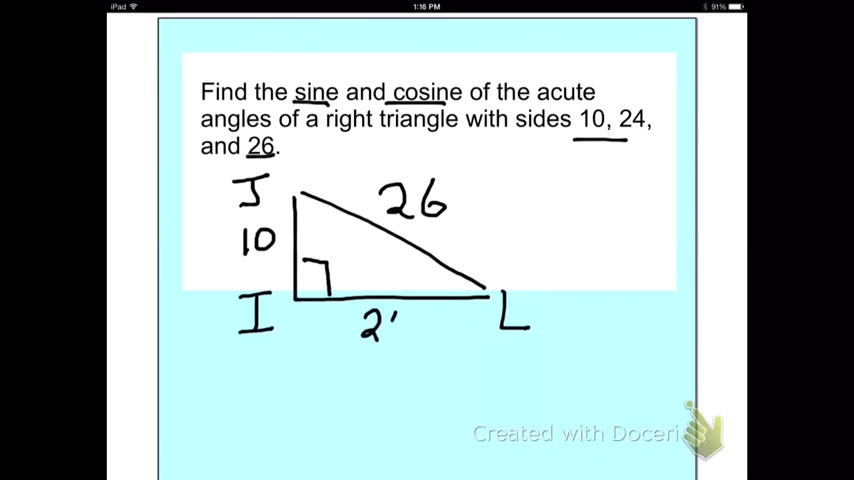 iPad 1:16 PM 91%
Find the sine and cosine of the acute
angles of a right triangle with sides 10, 24,
and 26.
J
26
10
I
2'
L
Created with Doceri